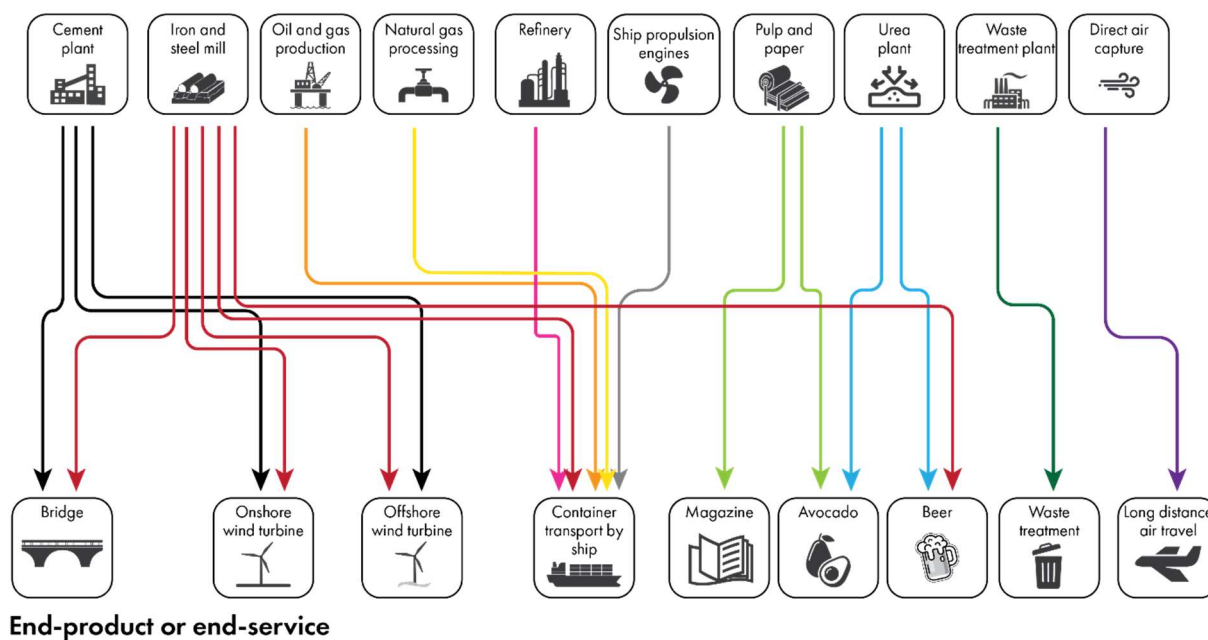 Cement
plant
Iron and
steel mill
Oil and gas
production
Natural gas
processing
Refinery
Ship propulsion
engines
Pulp and
paper
Urea
plant
Waste
treatment plant
Direct air
capture
Bridge
Onshore
wind turbine
Offshore
wind turbine
Container
transport by
ship
Magazine
Avocado
Beer
Waste
treatment
Long distance
air travel
End-product or end-service